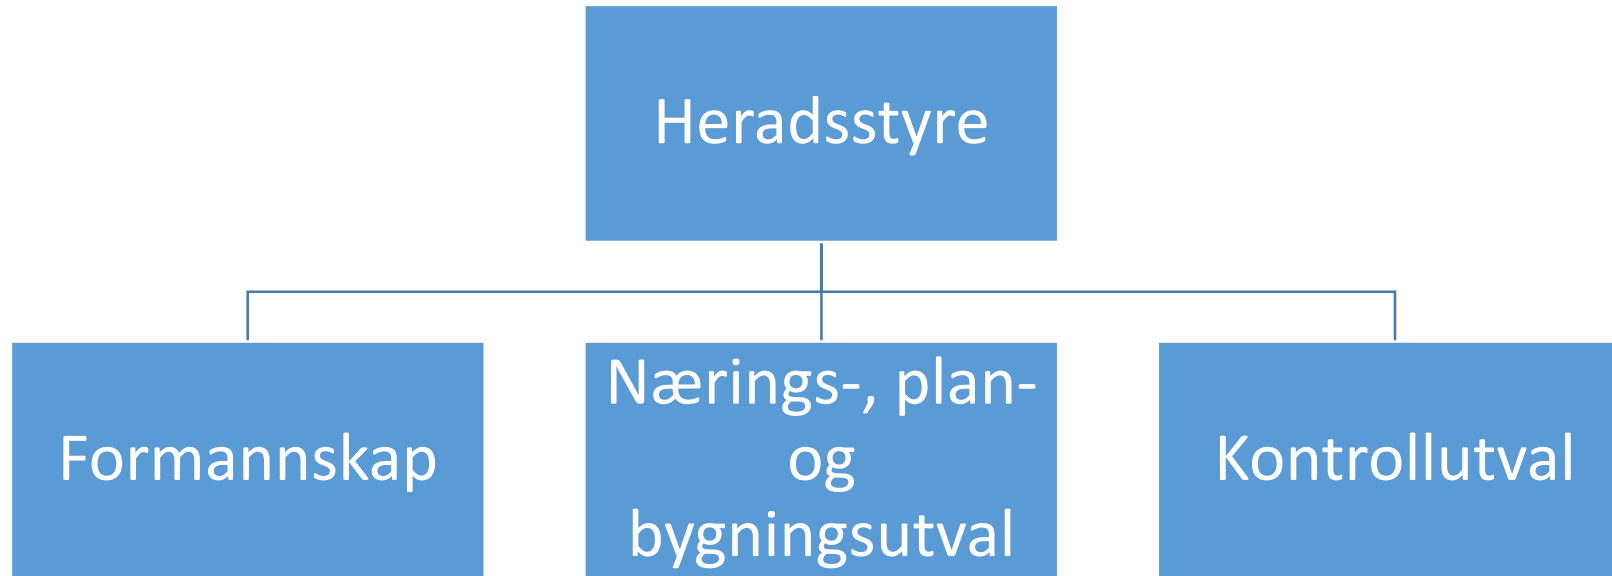 Heradsstyre
Formannskap
Nærings-, plan-
og
bygningsutval
Kontrollutval